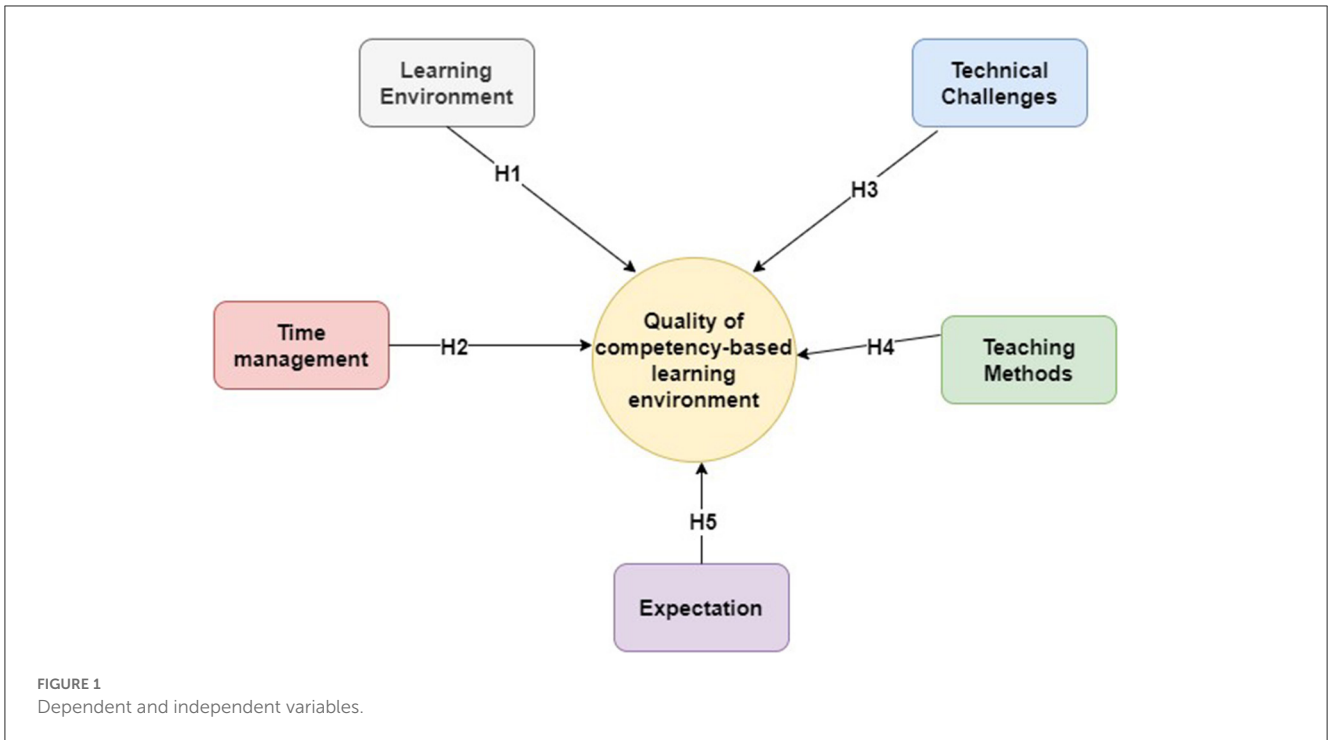 Learning
Environment
Technical
Challenges
H1
H3
Time
management
H2
Quality of
competency-based
learning
environment
H4
Teaching
Methods
H5
Expectation
FIGURE 1
Dependent and independent variables.